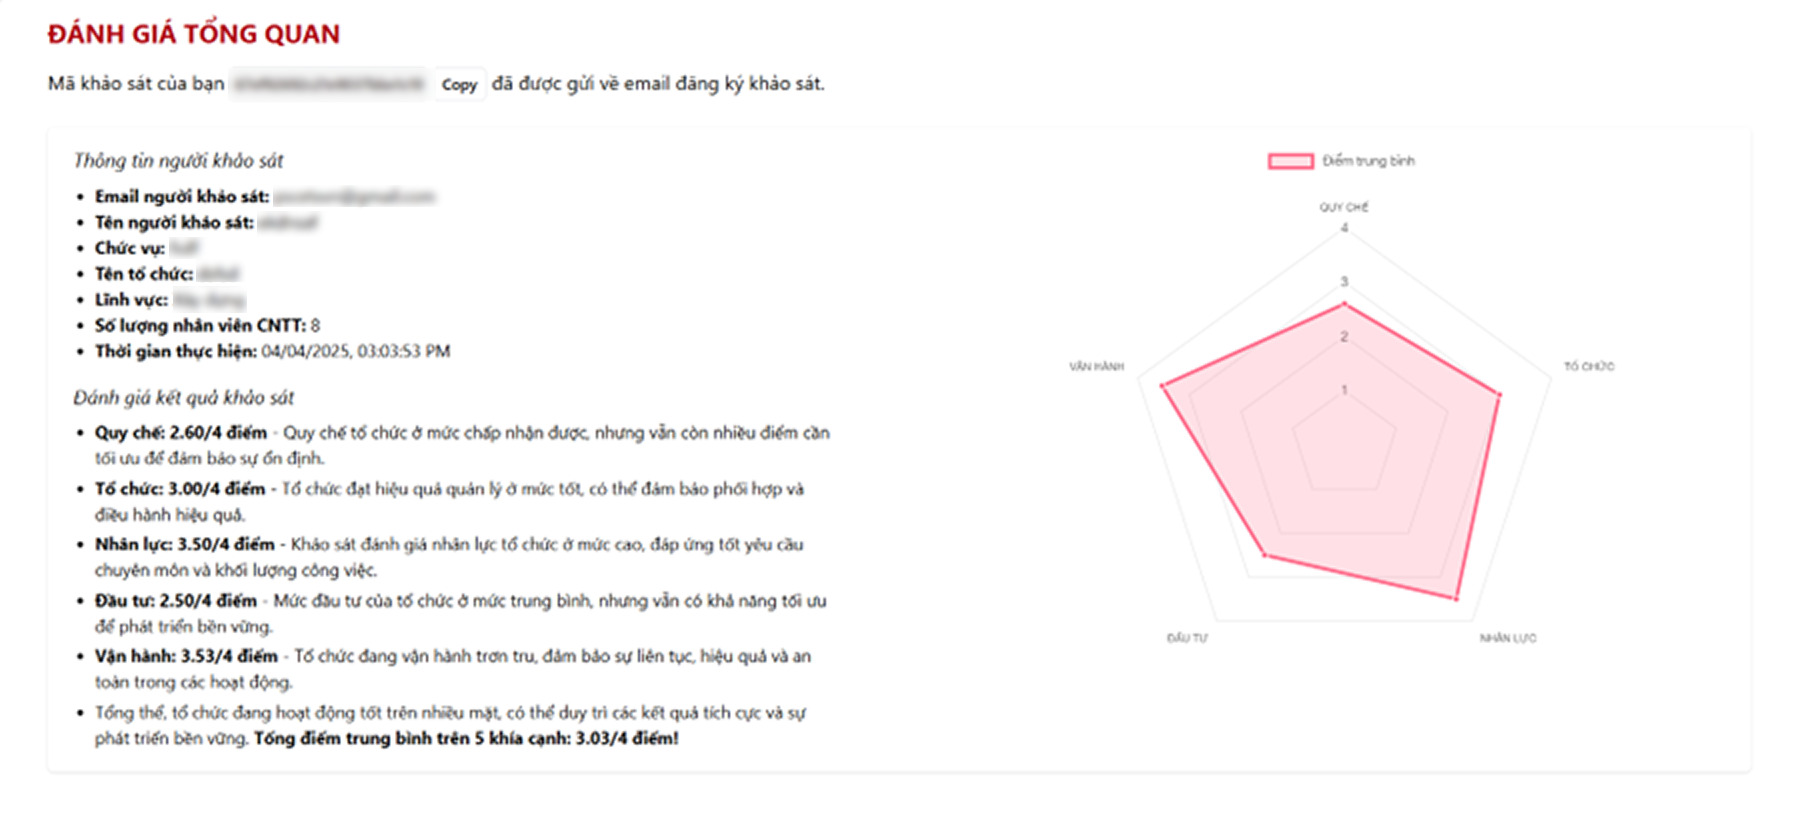 ĐÁNH GIÁ TỔNG QUAN
Mã khảo sát của bạn Copy đã được gửi về email đăng ký khảo sát.
Thông tin người khảo sát
• Email người khảo sát:
• Tên người khảo sát:
• Chức vụ:
• Tên tổ chức:
• Lĩnh vực:
• Số lượng nhân viên CNTT: 8
• Thời gian thực hiện: 04/04/2025, 03:03:53 PM
Đánh giá kết quả khảo sát
• Quy chế: 2.60/4 điểm - Quy chế tổ chức ở mức chấp nhận được, nhưng vẫn còn nhiều điểm cần
tối ưu để đảm bảo sự ổn định.
• Tổ chức: 3.00/4 điểm - Tổ chức đạt hiệu quả quản lý ở mức tốt, có thể đảm bảo phối hợp và
điều hành hiệu quả.
• Nhân lực: 3.50/4 điểm - Khảo sát đánh giá nhân lực tổ chức ở mức cao, đáp ứng tốt yêu cầu
chuyên môn và khối lượng công việc.
• Đầu tư: 2.50/4 điểm - Mức đầu tư của tổ chức ở mức trung bình, nhưng vẫn có khả năng tối ưu
để phát triển bền vững.
• Vận hành: 3.53/4 điểm - Tổ chức đang vận hành trơn tru, đảm bảo sự liên tục, hiệu quả và an
toàn trong các hoạt động.
• Tổng thể, tổ chức đang hoạt động tốt trên nhiều mặt, có thể duy trì các kết quả tích cực và sự
phát triển bền vững. Tổng điểm trung bình trên 5 khía cạnh: 3.03/4 điểm!
Điểm trung bình
QUY CHẾ
4
3
2
1
VẬN HÀNH
TỔ CHỨC
ĐẦU TƯ
NHÂN LỰC